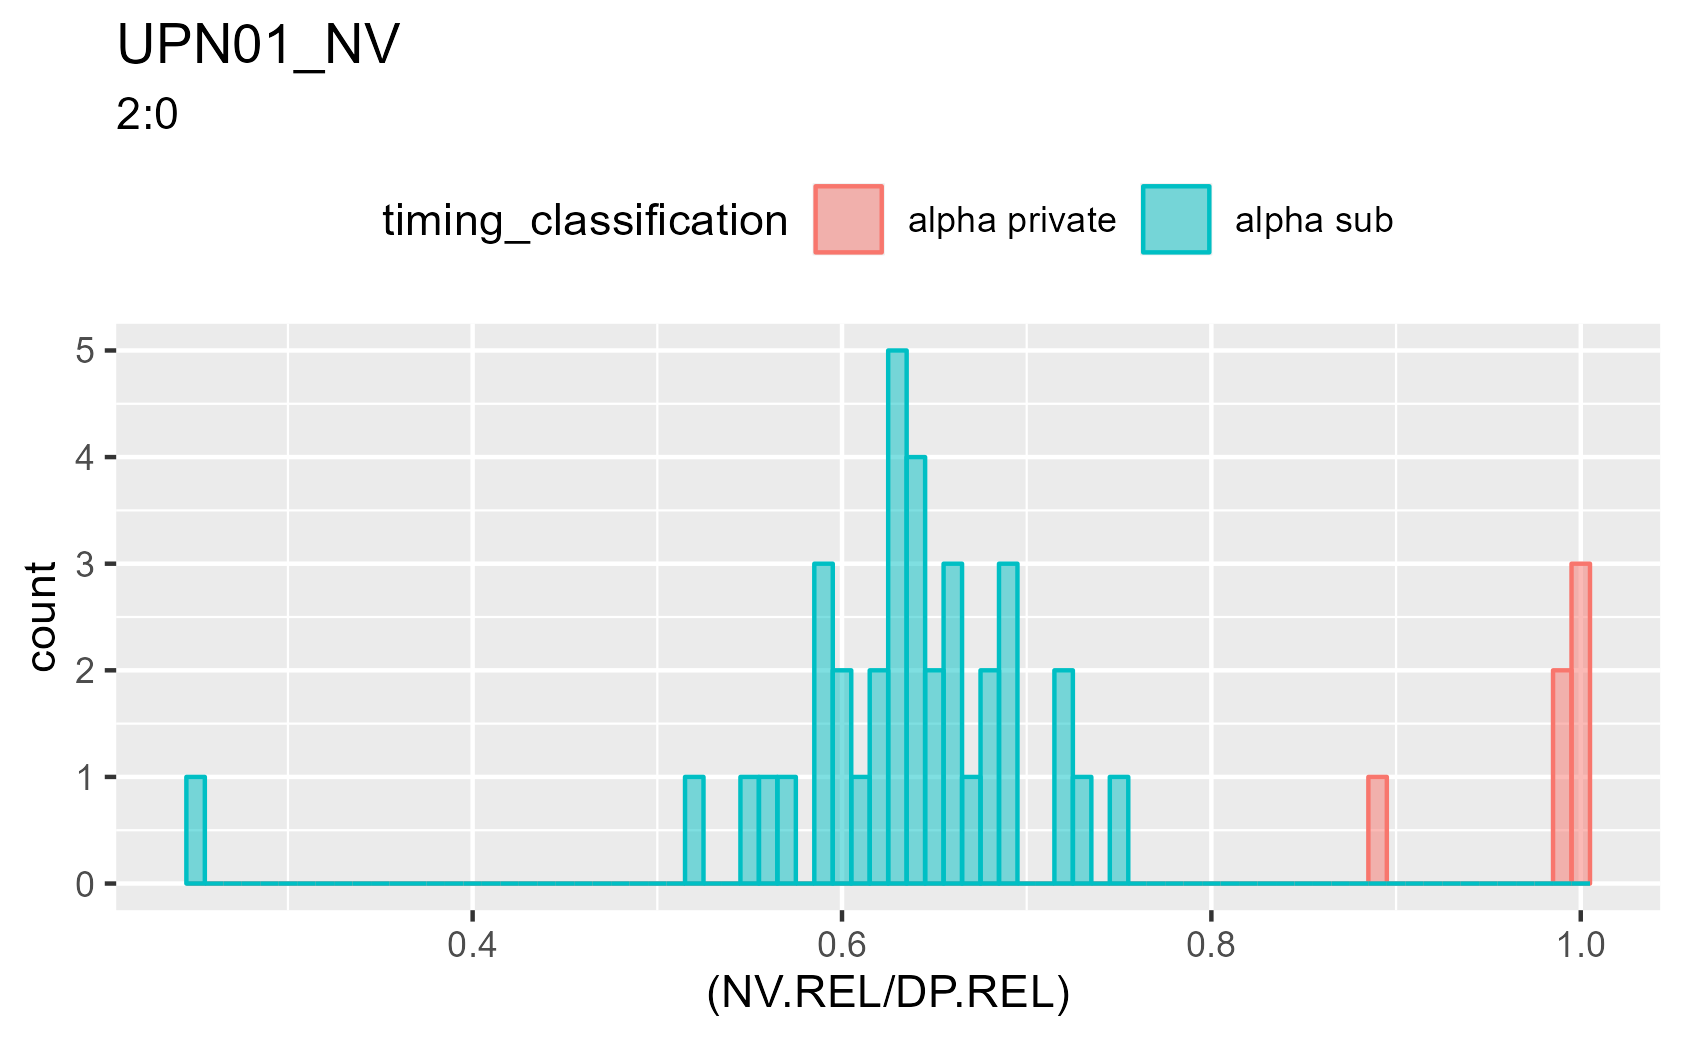 UPN01_NV
2:0
timing_classification alpha private alpha sub
5
4
3
2
1
0
count
0.4 0.6 0.8 1.0
(NV.REL/DP.REL)